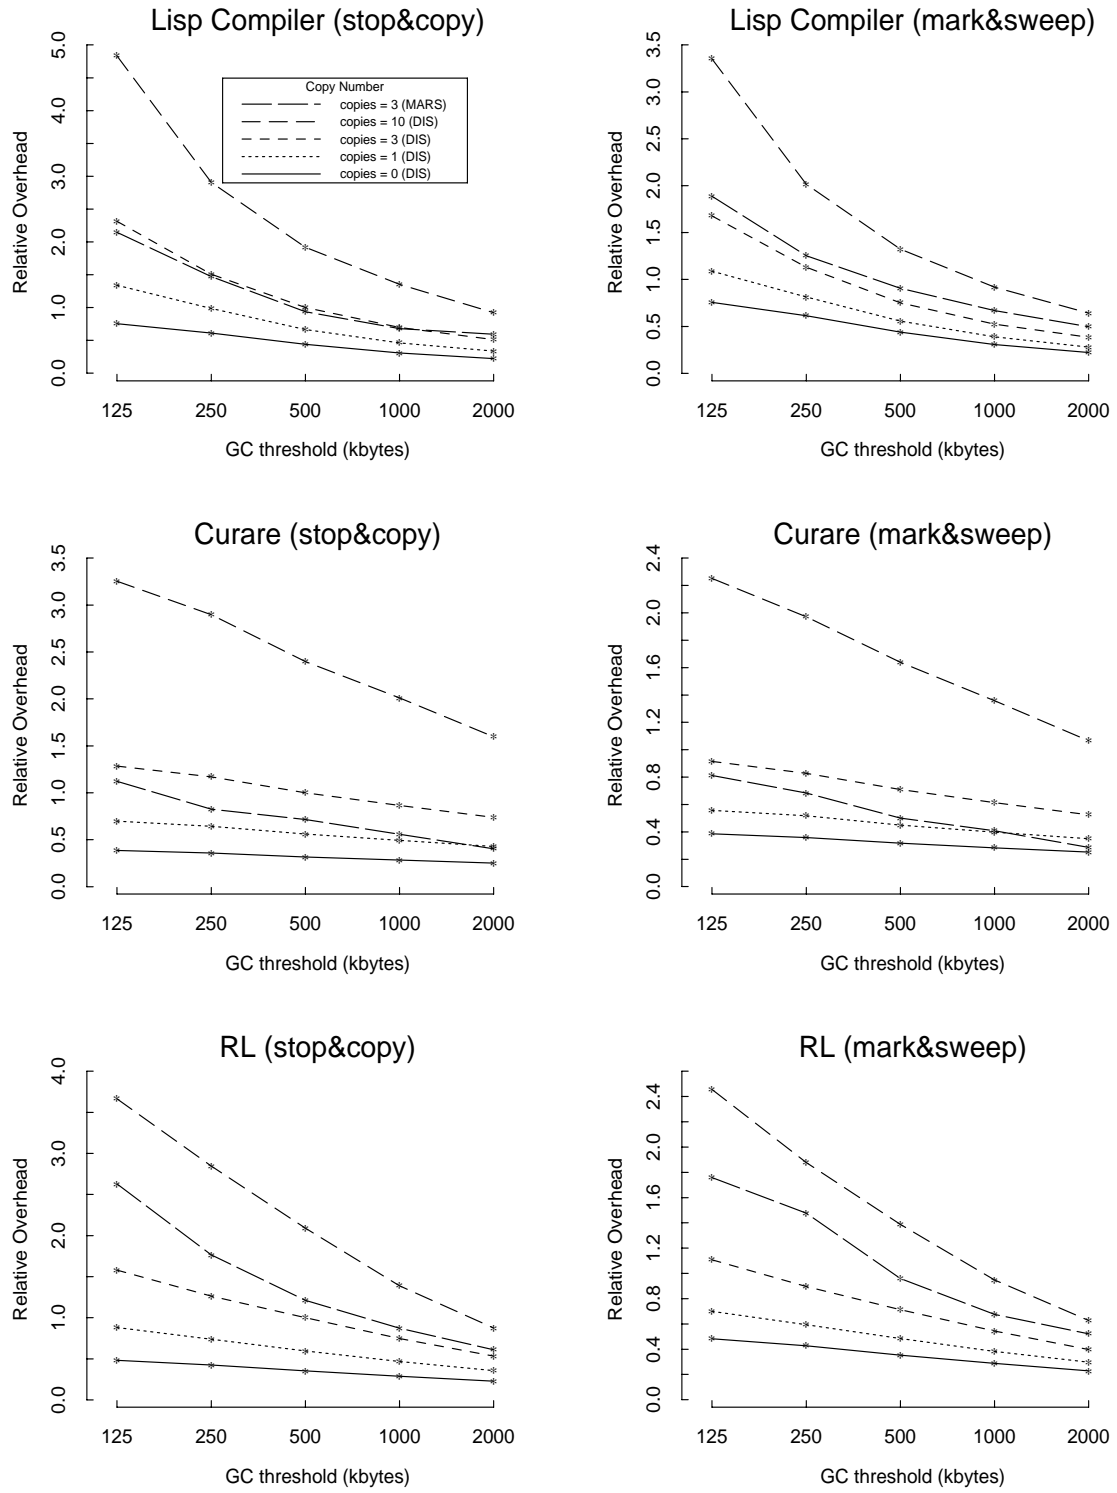 Lisp Compiler (stop&copy)
Relative Overhead
5.0
4.0
3.0
2.0
1.0
0.0
Copy Number
copies = 3 (MARS)
copies = 10 (DIS)
copies = 3 (DIS)
copies = 1 (DIS)
copies = 0 (DIS)
125 250 500 1000 2000
GC threshold (kbytes)
Lisp Compiler (mark&sweep)
Relative Overhead
3.5
3.0
2.5
2.0
1.5
1.0
0.5
0.0
125 250 500 1000 2000
GC threshold (kbytes)
Curare (stop&copy)
Relative Overhead
3.5
3.0
2.5
2.0
1.5
1.0
0.5
0.0
125 250 500 1000 2000
GC threshold (kbytes)
Curare (mark&sweep)
Relative Overhead
2.4
2.0
1.6
1.2
0.8
0.4
0.0
125 250 500 1000 2000
GC threshold (kbytes)
RL (stop&copy)
Relative Overhead
4.0
3.0
2.0
1.0
0.0
125 250 500 1000 2000
GC threshold (kbytes)
RL (mark&sweep)
Relative Overhead
2.4
2.0
1.6
1.2
0.8
0.4
0.0
125 250 500 1000 2000
GC threshold (kbytes)